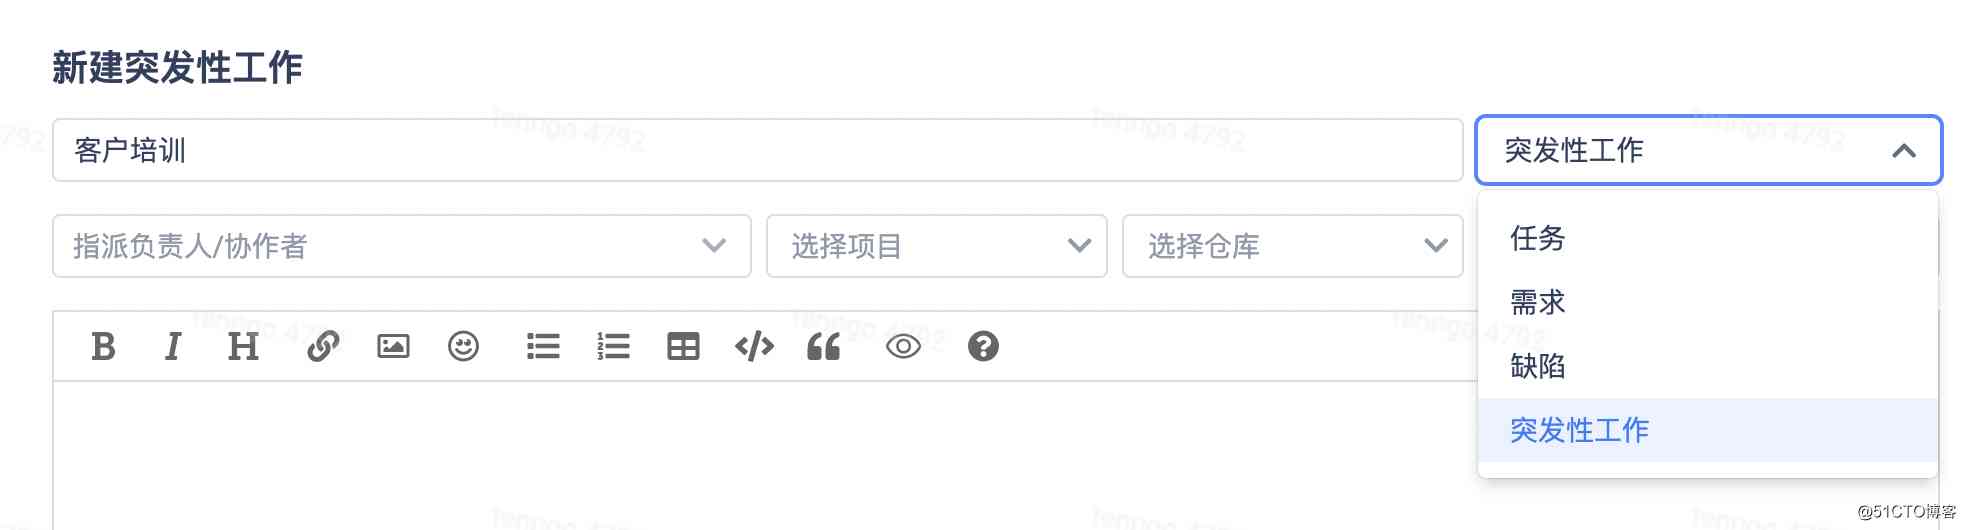 新建突发性工作
客户培训
突发性工作
指派负责人/协作者
选择项目
选择仓库
任务
需求
缺陷
突发性工作
B I H
Tenngo 4792
@51CTO博客